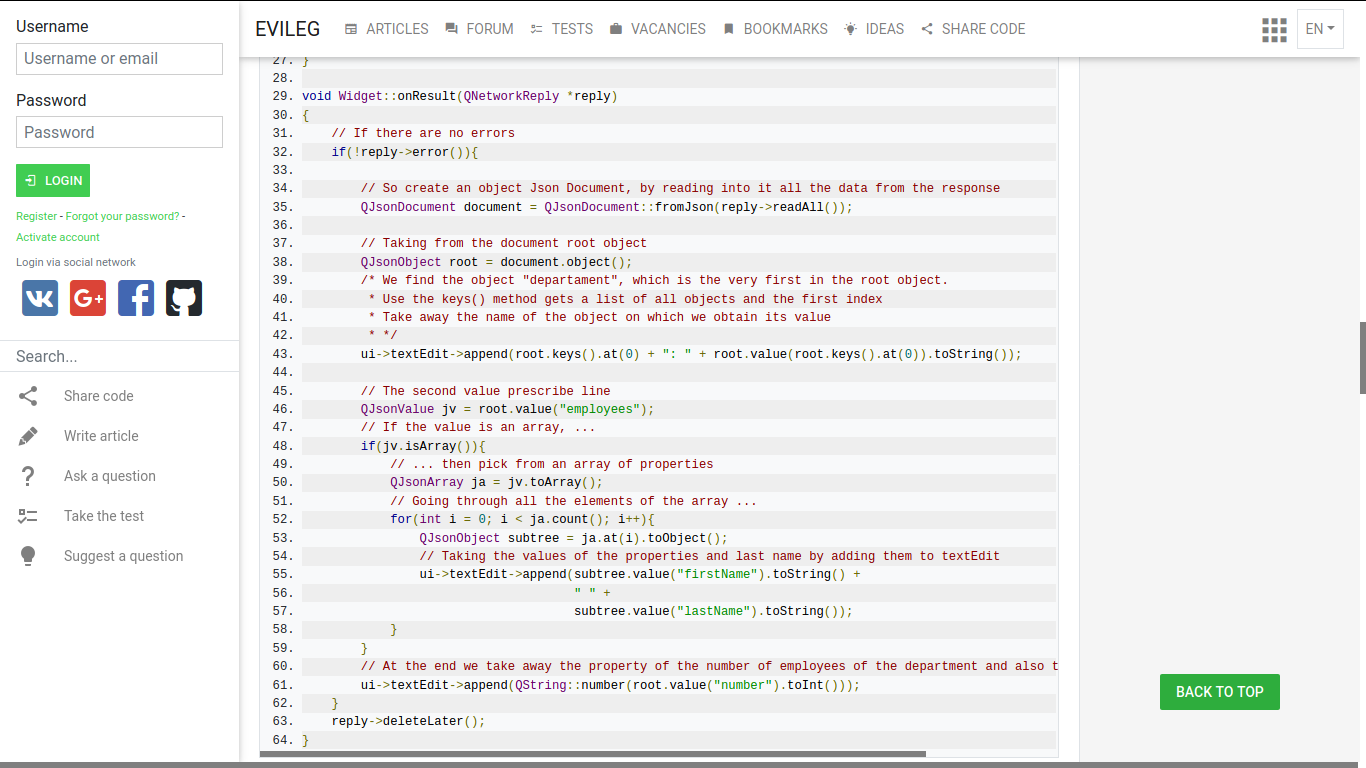 Username
Username or email
Password
Password
LOGIN
Register - Forgot your password? -
Activate account
Login via social network
Search...
Share code
Write article
Ask a question
Take the test
Suggest a question
EVILEG ARTICLES FORUM TESTS VACANCIES BOOKMARKS IDEAS SHARE CODE EN
27. }
28.
29. void Widget::onResult(QNetworkReply *reply)
30. {
31.     // If there are no errors
32.     if(!reply->error()){
33.
34.         // So create an object Json Document, by reading into it all the data from the response
35.         QJsonDocument document = QJsonDocument::fromJson(reply->readAll());
36.
37.         // Taking from the document root object
38.         QJsonObject root = document.object();
39.         /* We find the object "departament", which is the very first in the root object.
40.          * Use the keys() method gets a list of all objects and the first index
41.          * Take away the name of the object on which we obtain its value
42.          * */
43.         ui->textEdit->append(root.keys().at(0) + ": " + root.value(root.keys().at(0)).toString());
44.
45.         // The second value prescribe line
46.         QJsonValue jv = root.value("employees");
47.         // If the value is an array, ...
48.         if(jv.isArray()){
49.             // ... then pick from an array of properties
50.             QJsonArray ja = jv.toArray();
51.             // Going through all the elements of the array ...
52.             for(int i = 0; i < ja.count(); i++){
53.                 QJsonObject subtree = ja.at(i).toObject();
54.                 // Taking the values of the properties and last name by adding them to textEdit
55.                 ui->textEdit->append(subtree.value("firstName").toString() +
56.                                      " " +
57.                                      subtree.value("lastName").toString());
58.             }
59.         }
60.         // At the end we take away the property of the number of employees of the department and also t
61.         ui->textEdit->append(QString::number(root.value("number").toInt()));
62.     }
63.     reply->deleteLater();
64. }
BACK TO TOP